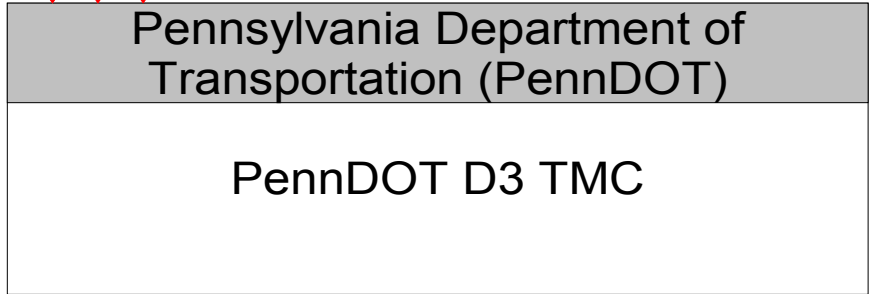 Pennsylvania Department of
Transportation (PennDOT)
PennDOT D3 TMC